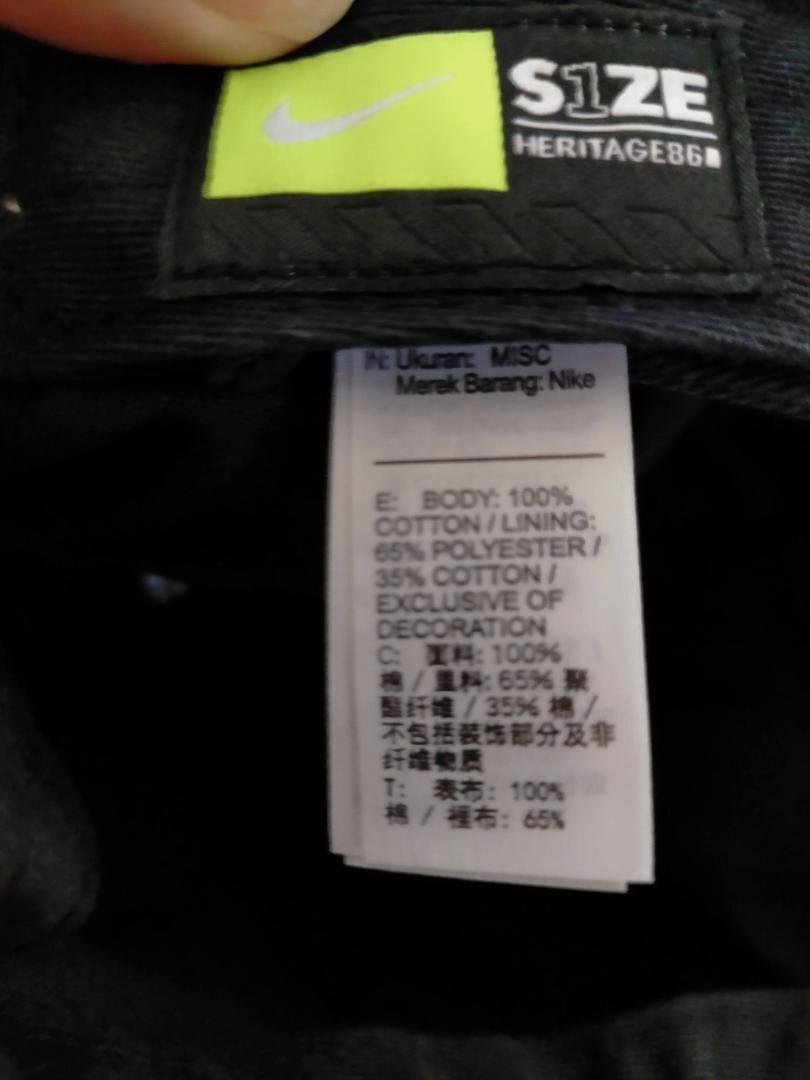 S1ZE
HERITAGE86
IN: Ukuran: MISC
Merek Barang: Nike
E: BODY: 100%
COTTON / LINING:
65% POLYESTER /
35% COTTON /
EXCLUSIVE OF
DECORATION
C: 面料: 100%
棉 / 里料: 65% 聚
酯纤维 / 35% 棉 /
不包括装饰部分及非
纤维物质
T: 表布: 100%
棉 / 裡布: 65%